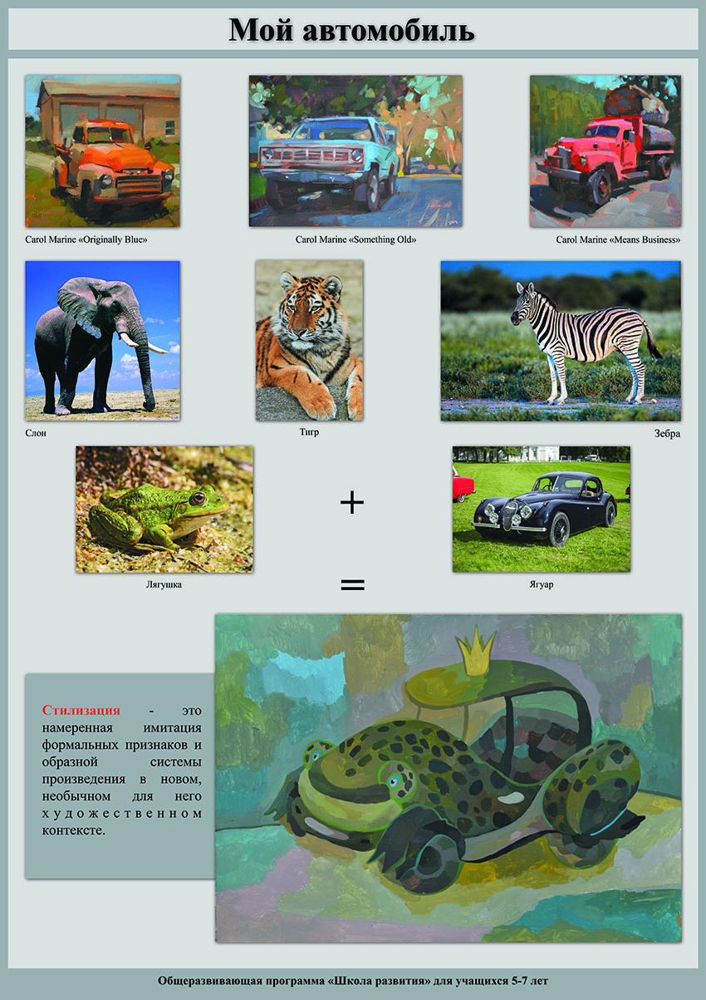 Мой автомобиль
Carol Marine «Originally Blue»
Carol Marine «Something Old»
Carol Marine «Means Business»
Слон
Тигр
Зебра
+
Лягушка
=
Ягуар
Стилизация - это
намеренная имитация
формальных признаков и
образной системы
произведения в новом,
необычном для него
художественном
контексте.
Общеразвивающая программа «Школа развития» для учащихся 5-7 лет